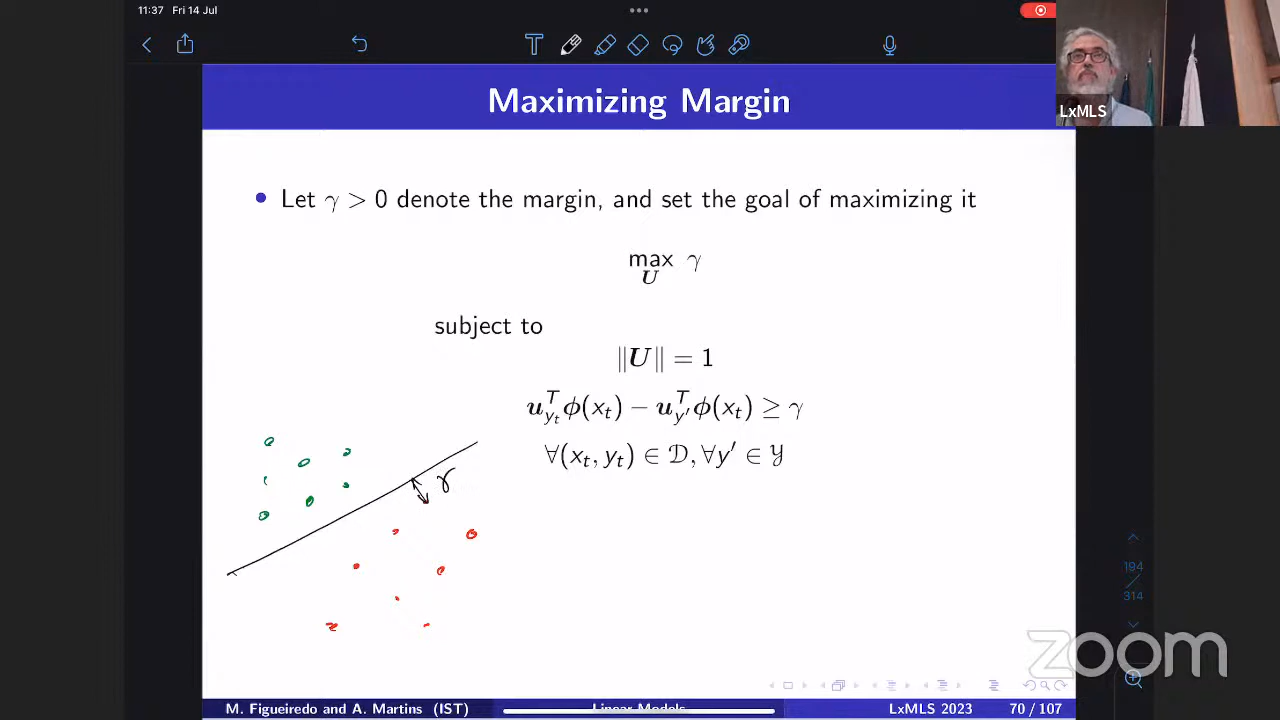 11:37 Fri 14 Jul
LxMLS
Maximizing Margin
Let γ > 0 denote the margin, and set the goal of maximizing it
max γ
U
subject to
‖U‖ = 1
u_{y_t}^T ϕ(x_t) − u_{y′}^T ϕ(x_t) ≥ γ
∀(x_t, y_t) ∈ D, ∀y′ ∈ Y
γ
194
314
zoom
M. Figueiredo and A. Martins (IST)
Linear Models
LxMLS 2023
70 / 107